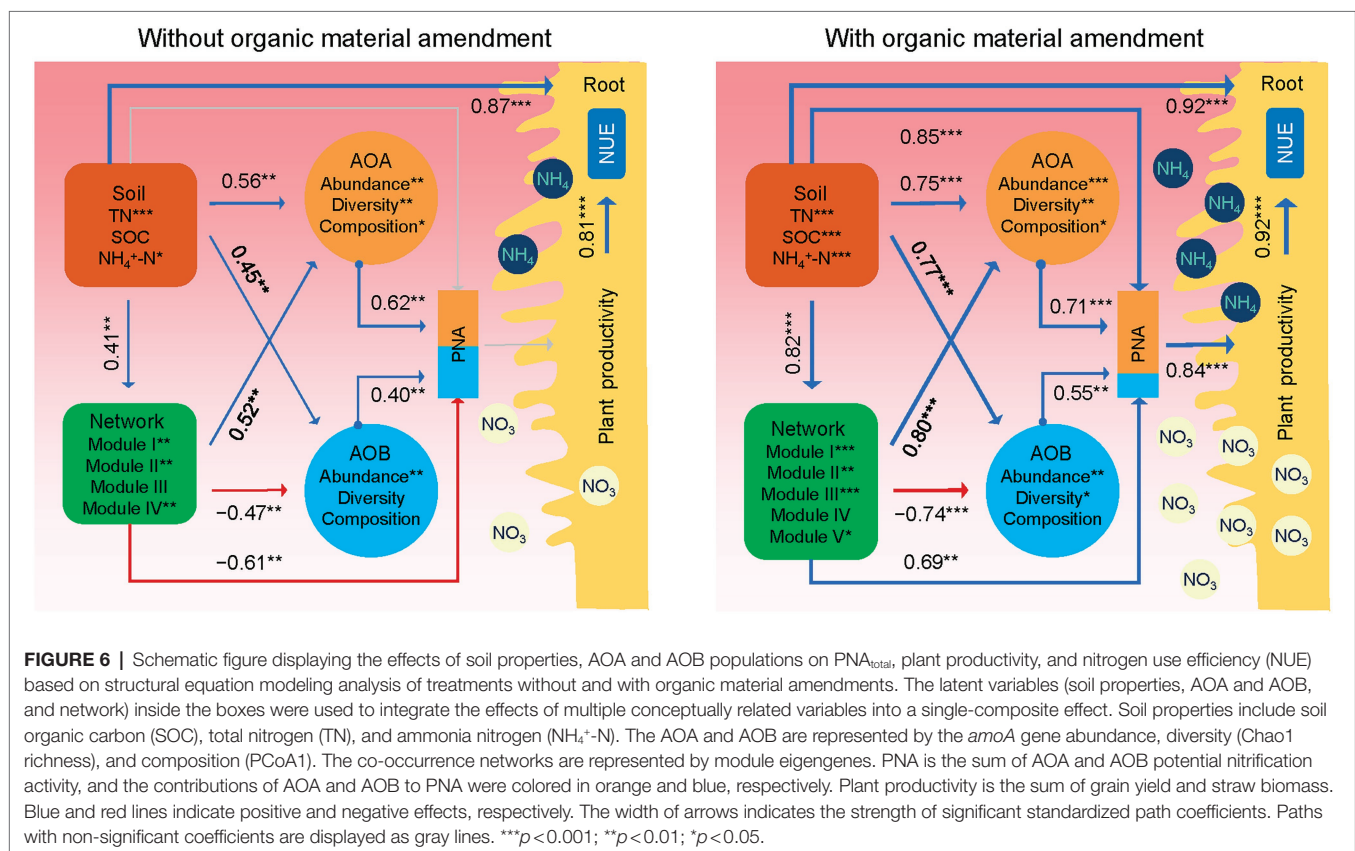 Without organic material amendment
Root
0.87***
NUE
AOA
Abundance**
Diversity**
Composition*
0.56**
Soil
TN***
SOC
NH₄⁺-N*
NH₄
NH₄
0.81***
0.45**
0.62**
0.41**
PNA
Plant productivity
0.52**
0.40**
Network
Module I**
Module II**
Module III
Module IV**
AOB
Abundance**
Diversity
Composition
−0.47**
−0.61**
NO₃
NO₃
NO₃
With organic material amendment
Root
0.92***
NUE
0.85***
AOA
Abundance***
Diversity**
Composition*
0.75***
Soil
TN***
SOC***
NH₄⁺-N***
NH₄
NH₄
NH₄
NH₄
0.92***
0.77***
0.71***
0.82***
PNA
0.84***
Plant productivity
0.80***
0.55**
Network
Module I***
Module II**
Module III***
Module IV
Module V*
AOB
Abundance**
Diversity*
Composition
−0.74***
0.69**
NO₃
NO₃
NO₃
NO₃
NO₃
NO₃
NO₃
FIGURE 6 | Schematic figure displaying the effects of soil properties, AOA and AOB populations on PNAtotal, plant productivity, and nitrogen use efficiency (NUE)
based on structural equation modeling analysis of treatments without and with organic material amendments. The latent variables (soil properties, AOA and AOB,
and network) inside the boxes were used to integrate the effects of multiple conceptually related variables into a single-composite effect. Soil properties include soil
organic carbon (SOC), total nitrogen (TN), and ammonia nitrogen (NH₄⁺-N). The AOA and AOB are represented by the amoA gene abundance, diversity (Chao1
richness), and composition (PCoA1). The co-occurrence networks are represented by module eigengenes. PNA is the sum of AOA and AOB potential nitrification
activity, and the contributions of AOA and AOB to PNA were colored in orange and blue, respectively. Plant productivity is the sum of grain yield and straw biomass.
Blue and red lines indicate positive and negative effects, respectively. The width of arrows indicates the strength of significant standardized path coefficients. Paths
with non-significant coefficients are displayed as gray lines. ***p<0.001; **p<0.01; *p<0.05.